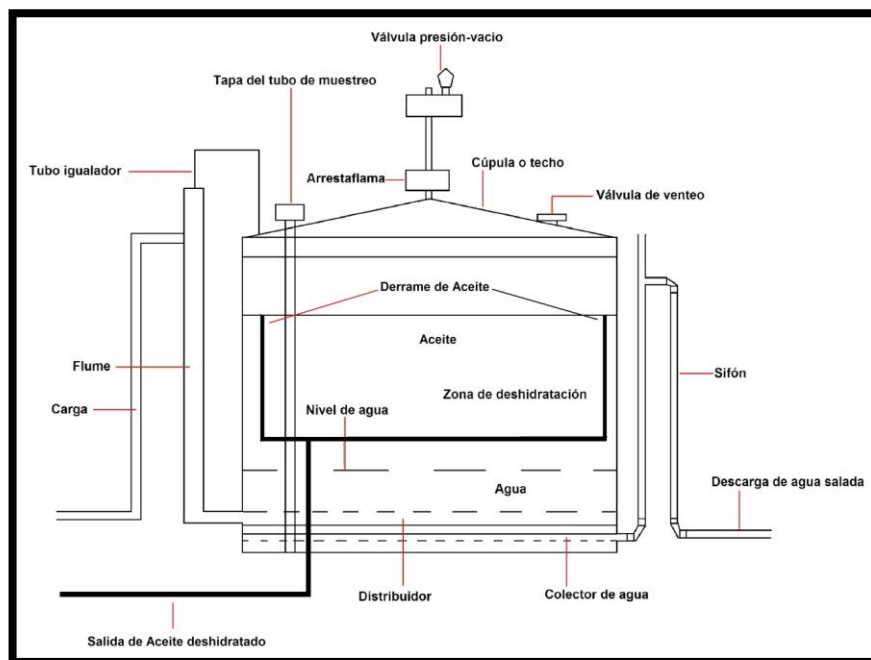 Válvula presión-vacio
Tapa del tubo de muestreo
Cúpula o techo
Tubo igualador
Arrestaflama
Válvula de venteo
Derrame de Aceite
Aceite
Flume
Sifón
Zona de deshidratación
Carga
Nivel de agua
Descarga de agua salada
Agua
Distribuidor
Colector de agua
Salida de Aceite deshidratado